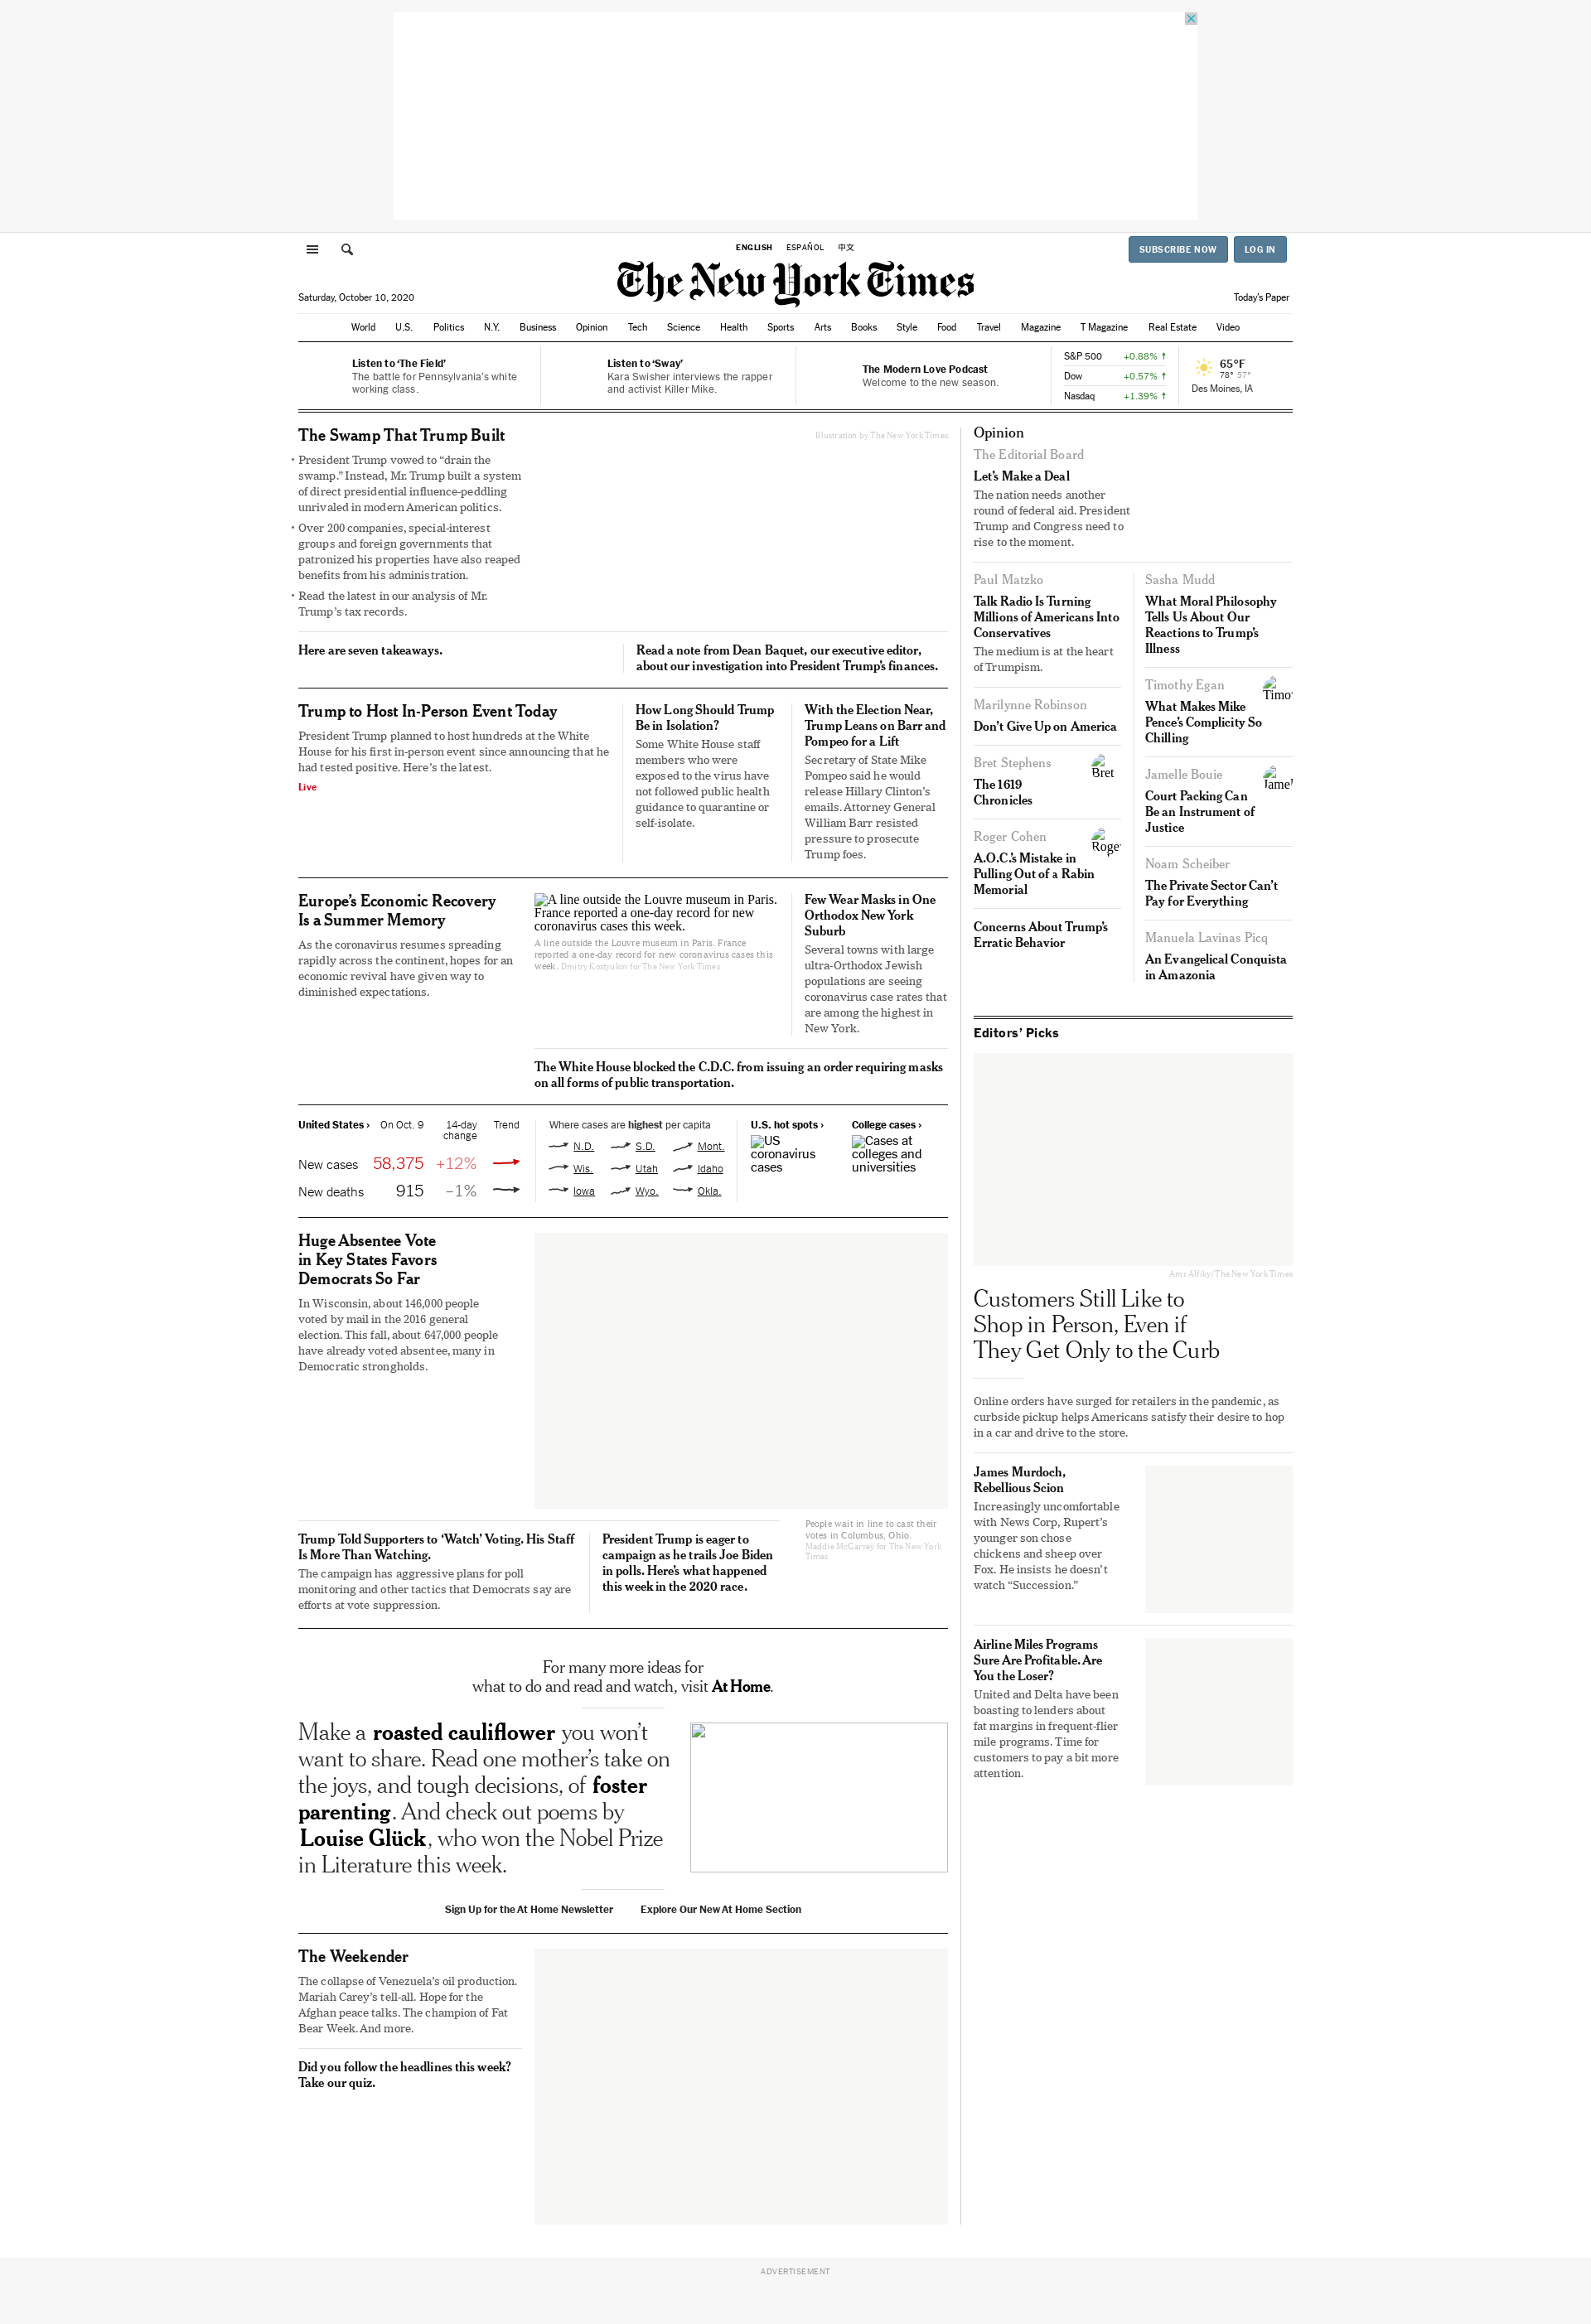 ENGLISH ESPAÑOL 中文
SUBSCRIBE NOW LOG IN
The New York Times
Saturday, October 10, 2020
Today's Paper
World U.S. Politics N.Y. Business Opinion Tech Science Health Sports Arts Books Style Food Travel Magazine T Magazine Real Estate Video
Listen to ‘The Field’
The battle for Pennsylvania’s white
working class.
Listen to ‘Sway’
Kara Swisher interviews the rapper
and activist Killer Mike.
The Modern Love Podcast
Welcome to the new season.
S&P 500 +0.88% ↑
Dow +0.57% ↑
Nasdaq +1.39% ↑
65°F
78° 57°
Des Moines, IA
The Swamp That Trump Built
• President Trump vowed to “drain the
swamp.” Instead, Mr. Trump built a system
of direct presidential influence-peddling
unrivaled in modern American politics.
• Over 200 companies, special-interest
groups and foreign governments that
patronized his properties have also reaped
benefits from his administration.
• Read the latest in our analysis of Mr.
Trump’s tax records.
Illustration by The New York Times
Here are seven takeaways.
Read a note from Dean Baquet, our executive editor,
about our investigation into President Trump’s finances.
Trump to Host In-Person Event Today
President Trump planned to host hundreds at the White
House for his first in-person event since announcing that he
had tested positive. Here’s the latest.
Live
How Long Should Trump
Be in Isolation?
Some White House staff
members who were
exposed to the virus have
not followed public health
guidance to quarantine or
self-isolate.
With the Election Near,
Trump Leans on Barr and
Pompeo for a Lift
Secretary of State Mike
Pompeo said he would
release Hillary Clinton’s
emails. Attorney General
William Barr resisted
pressure to prosecute
Trump foes.
Europe’s Economic Recovery
Is a Summer Memory
As the coronavirus resumes spreading
rapidly across the continent, hopes for an
economic revival have given way to
diminished expectations.
A line outside the Louvre museum in Paris.
France reported a one-day record for new
coronavirus cases this week.
A line outside the Louvre museum in Paris. France
reported a one-day record for new coronavirus cases this
week. Dmitry Kostyukov for The New York Times
Few Wear Masks in One
Orthodox New York
Suburb
Several towns with large
ultra-Orthodox Jewish
populations are seeing
coronavirus case rates that
are among the highest in
New York.
The White House blocked the C.D.C. from issuing an order requiring masks
on all forms of public transportation.
United States › On Oct. 9 14-day
change Trend
New cases 58,375 +12%
New deaths 915 –1%
Where cases are highest per capita
N.D. S.D. Mont.
Wis. Utah Idaho
Iowa Wyo. Okla.
U.S. hot spots ›
US
coronavirus
cases
College cases ›
Cases at
colleges and
universities
Huge Absentee Vote
in Key States Favors
Democrats So Far
In Wisconsin, about 146,000 people
voted by mail in the 2016 general
election. This fall, about 647,000 people
have already voted absentee, many in
Democratic strongholds.
People wait in line to cast their
votes in Columbus, Ohio.
Maddie McGarvey for The New York
Times
Trump Told Supporters to ‘Watch’ Voting. His Staff
Is More Than Watching.
The campaign has aggressive plans for poll
monitoring and other tactics that Democrats say are
efforts at vote suppression.
President Trump is eager to
campaign as he trails Joe Biden
in polls. Here’s what happened
this week in the 2020 race.
For many more ideas for
what to do and read and watch, visit At Home.
Make a roasted cauliflower you won’t
want to share. Read one mother’s take on
the joys, and tough decisions, of foster
parenting. And check out poems by
Louise Glück, who won the Nobel Prize
in Literature this week.
Sign Up for the At Home Newsletter Explore Our New At Home Section
The Weekender
The collapse of Venezuela’s oil production.
Mariah Carey’s tell-all. Hope for the
Afghan peace talks. The champion of Fat
Bear Week. And more.
Did you follow the headlines this week?
Take our quiz.
Opinion
The Editorial Board
Let’s Make a Deal
The nation needs another
round of federal aid. President
Trump and Congress need to
rise to the moment.
Paul Matzko
Talk Radio Is Turning
Millions of Americans Into
Conservatives
The medium is at the heart
of Trumpism.
Marilynne Robinson
Don’t Give Up on America
Bret Stephens
Bret
The 1619
Chronicles
Roger Cohen
Roger
A.O.C.’s Mistake in
Pulling Out of a Rabin
Memorial
Concerns About Trump’s
Erratic Behavior
Sasha Mudd
What Moral Philosophy
Tells Us About Our
Reactions to Trump’s
Illness
Timothy Egan
What Makes Mike
Pence’s Complicity So
Chilling
Jamelle Bouie
Court Packing Can
Be an Instrument of
Justice
Noam Scheiber
The Private Sector Can’t
Pay for Everything
Manuela Lavinas Picq
An Evangelical Conquista
in Amazonia
Editors’ Picks
Amr Alfiky/The New York Times
Customers Still Like to
Shop in Person, Even if
They Get Only to the Curb
Online orders have surged for retailers in the pandemic, as
curbside pickup helps Americans satisfy their desire to hop
in a car and drive to the store.
James Murdoch,
Rebellious Scion
Increasingly uncomfortable
with News Corp, Rupert’s
younger son chose
chickens and sheep over
Fox. He insists he doesn’t
watch “Succession.”
Airline Miles Programs
Sure Are Profitable. Are
You the Loser?
United and Delta have been
boasting to lenders about
fat margins in frequent-flier
mile programs. Time for
customers to pay a bit more
attention.
ADVERTISEMENT